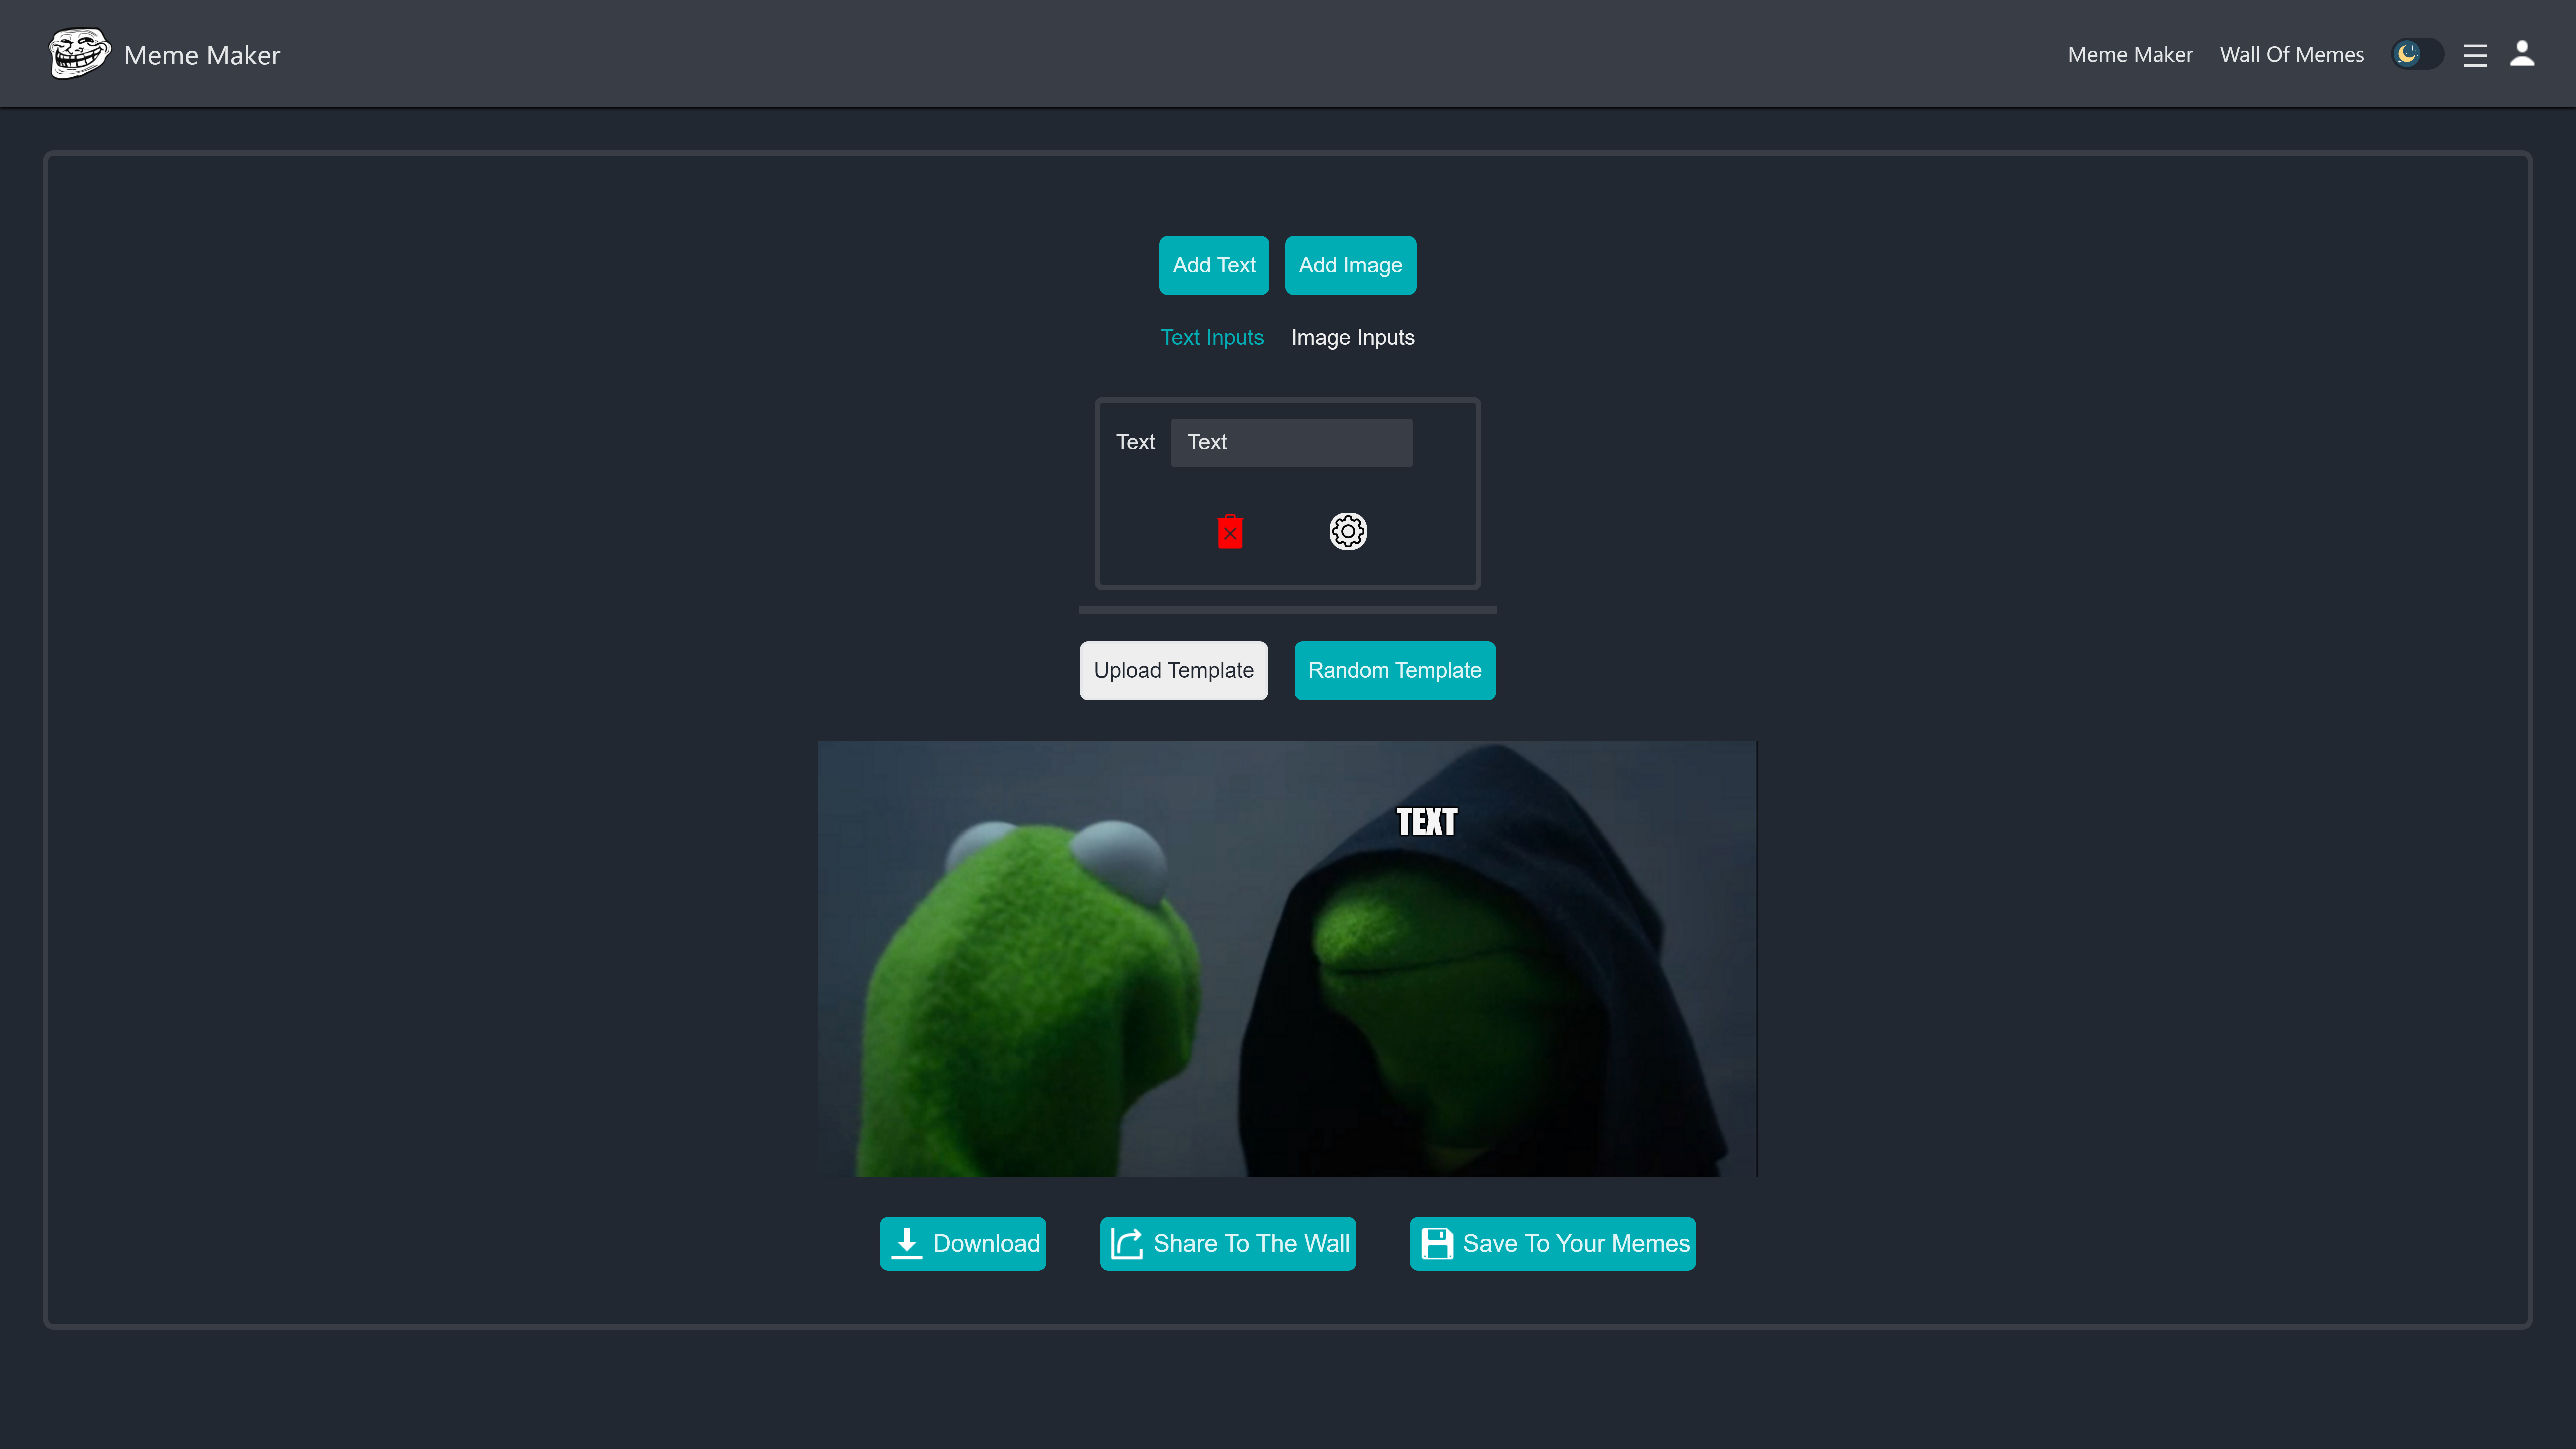 Meme Maker
Meme Maker Wall Of Memes
Add Text Add Image
Text Inputs Image Inputs
Text Text
Upload Template Random Template
TEXT
Download Share To The Wall Save To Your Memes